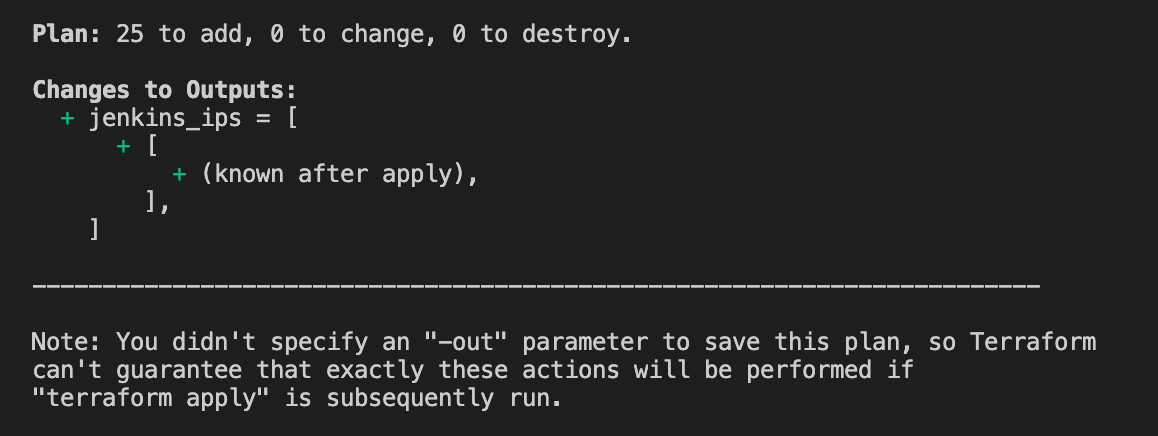 Plan: 25 to add, 0 to change, 0 to destroy.
Changes to Outputs:
  + jenkins_ips = [
      + [
          + (known after apply),
        ],
    ]
------------------------------------------------------------------------
Note: You didn't specify an "-out" parameter to save this plan, so Terraform
can't guarantee that exactly these actions will be performed if
"terraform apply" is subsequently run.